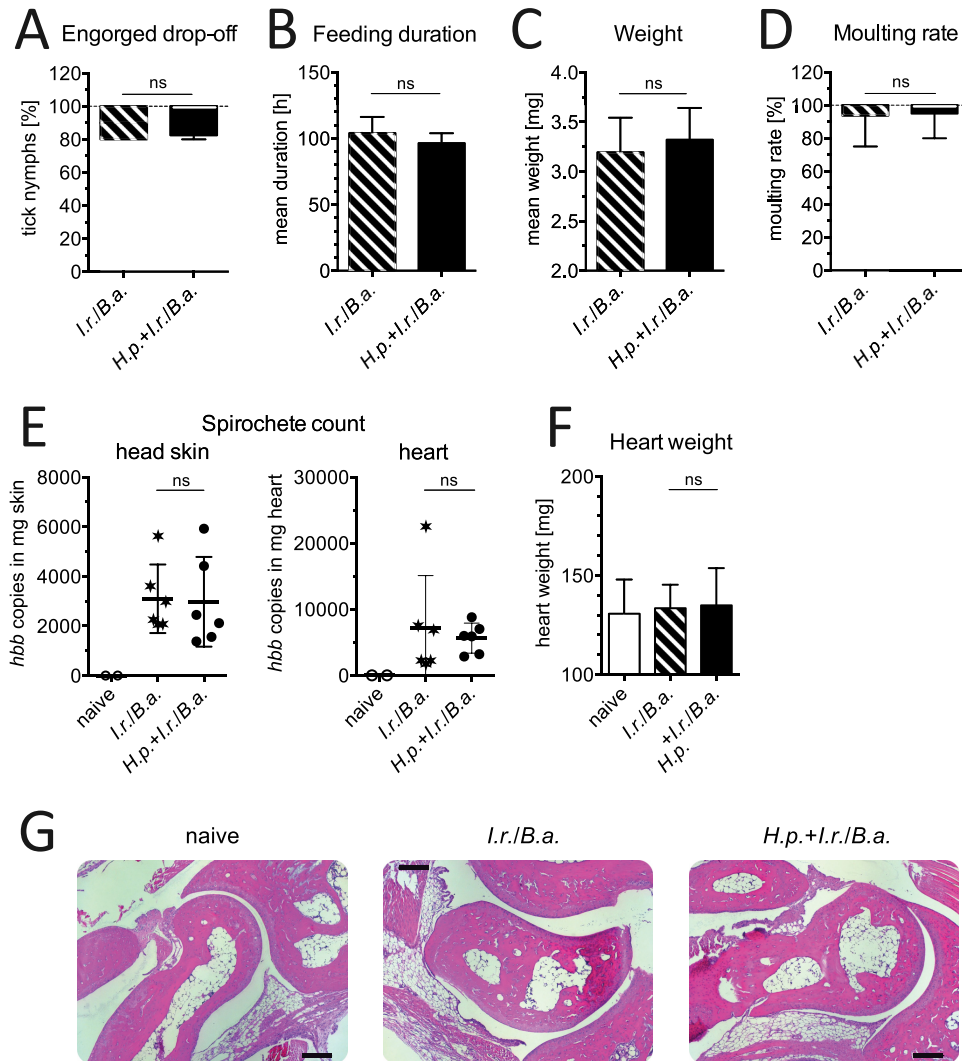 A Engorged drop-off
ns
tick nymphs [%]
120
100
80
60
40
20
0
I.r./B.a.
H.p.+I.r./B.a.
B Feeding duration
ns
mean duration [h]
150
100
50
0
I.r./B.a.
H.p.+I.r./B.a.
C Weight
ns
mean weight [mg]
4.0
3.5
3.0
2.5
2.0
I.r./B.a.
H.p.+I.r./B.a.
D Moulting rate
ns
moulting rate [%]
120
100
80
60
40
20
0
I.r./B.a.
H.p.+I.r./B.a.
E Spirochete count
head skin
ns
hbb copies in mg skin
8000
6000
4000
2000
0
naive
I.r./B.a.
H.p.+I.r./B.a.
heart
ns
hbb copies in mg heart
30000
20000
10000
0
naive
I.r./B.a.
H.p.+I.r./B.a.
F Heart weight
ns
heart weight [mg]
200
150
100
naive
I.r./B.a.
H.p.
+I.r./B.a.
G naive
I.r./B.a.
H.p.+I.r./B.a.